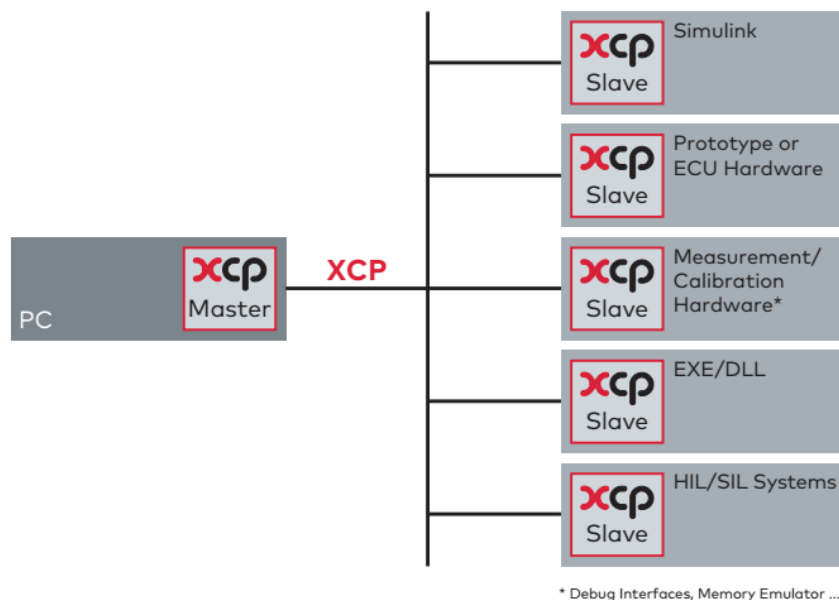 xcp
Slave
Simulink
xcp
Slave
Prototype or
ECU Hardware
PC
xcp
Master
XCP
xcp
Slave
Measurement/
Calibration
Hardware*
xcp
Slave
EXE/DLL
xcp
Slave
HIL/SIL Systems
* Debug Interfaces, Memory Emulator ...